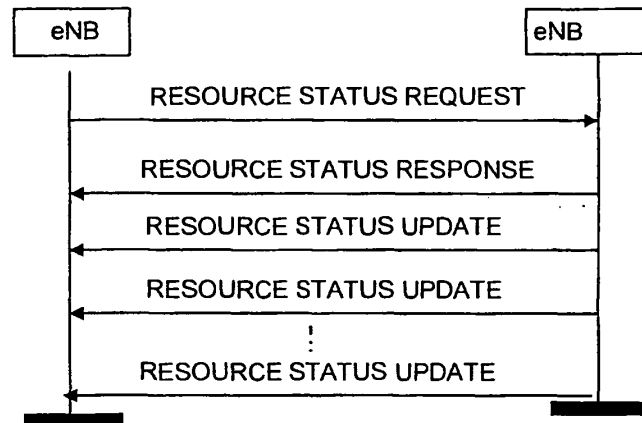 eNB
eNB
RESOURCE STATUS REQUEST
RESOURCE STATUS RESPONSE
RESOURCE STATUS UPDATE
RESOURCE STATUS UPDATE
RESOURCE STATUS UPDATE